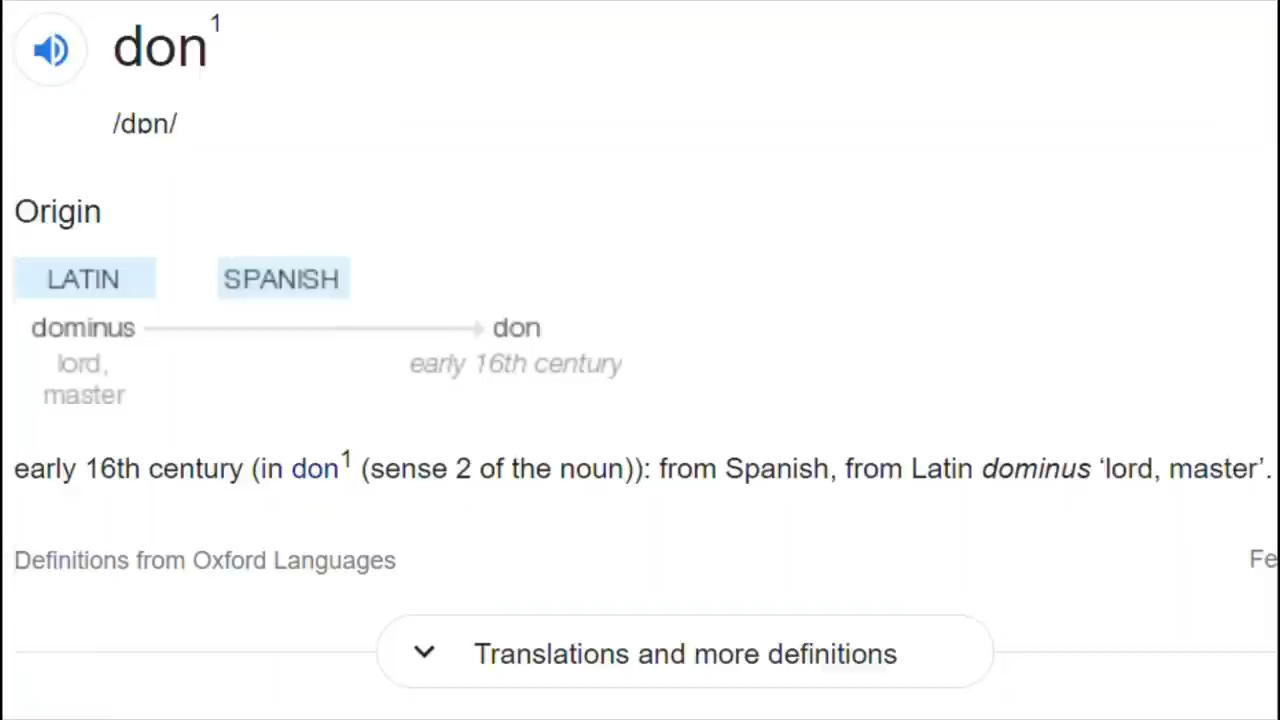 don¹
/dɒn/
Origin
LATIN SPANISH
dominus don
lord, early 16th century
master
early 16th century (in don¹ (sense 2 of the noun)): from Spanish, from Latin dominus ‘lord, master’.
Definitions from Oxford Languages Fe
Translations and more definitions